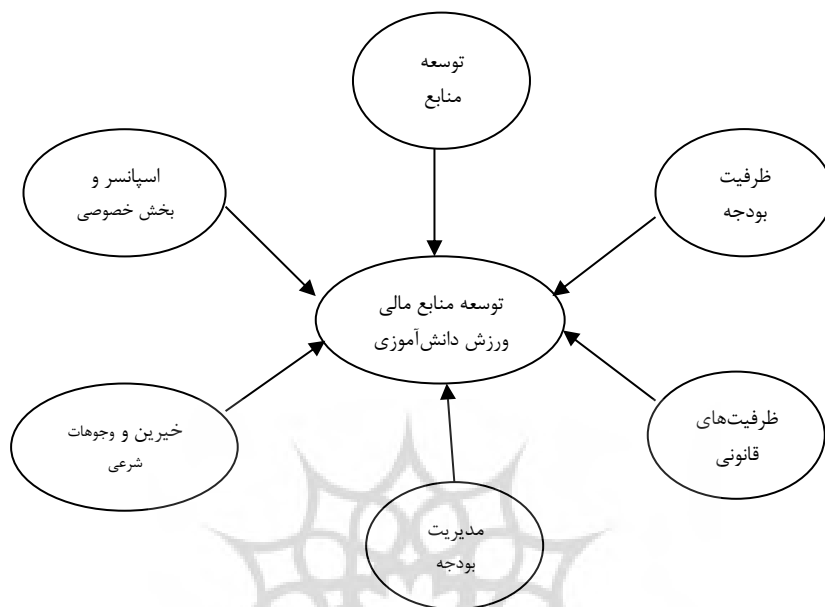 توسعه
منابع
اسپانسر و
بخش خصوصی
ظرفیت
بودجه
توسعه منابع مالی
ورزش دانش‌آموزی
خیرین و وجوهات
شرعی
ظرفیت‌های
قانونی
مدیریت
بودجه